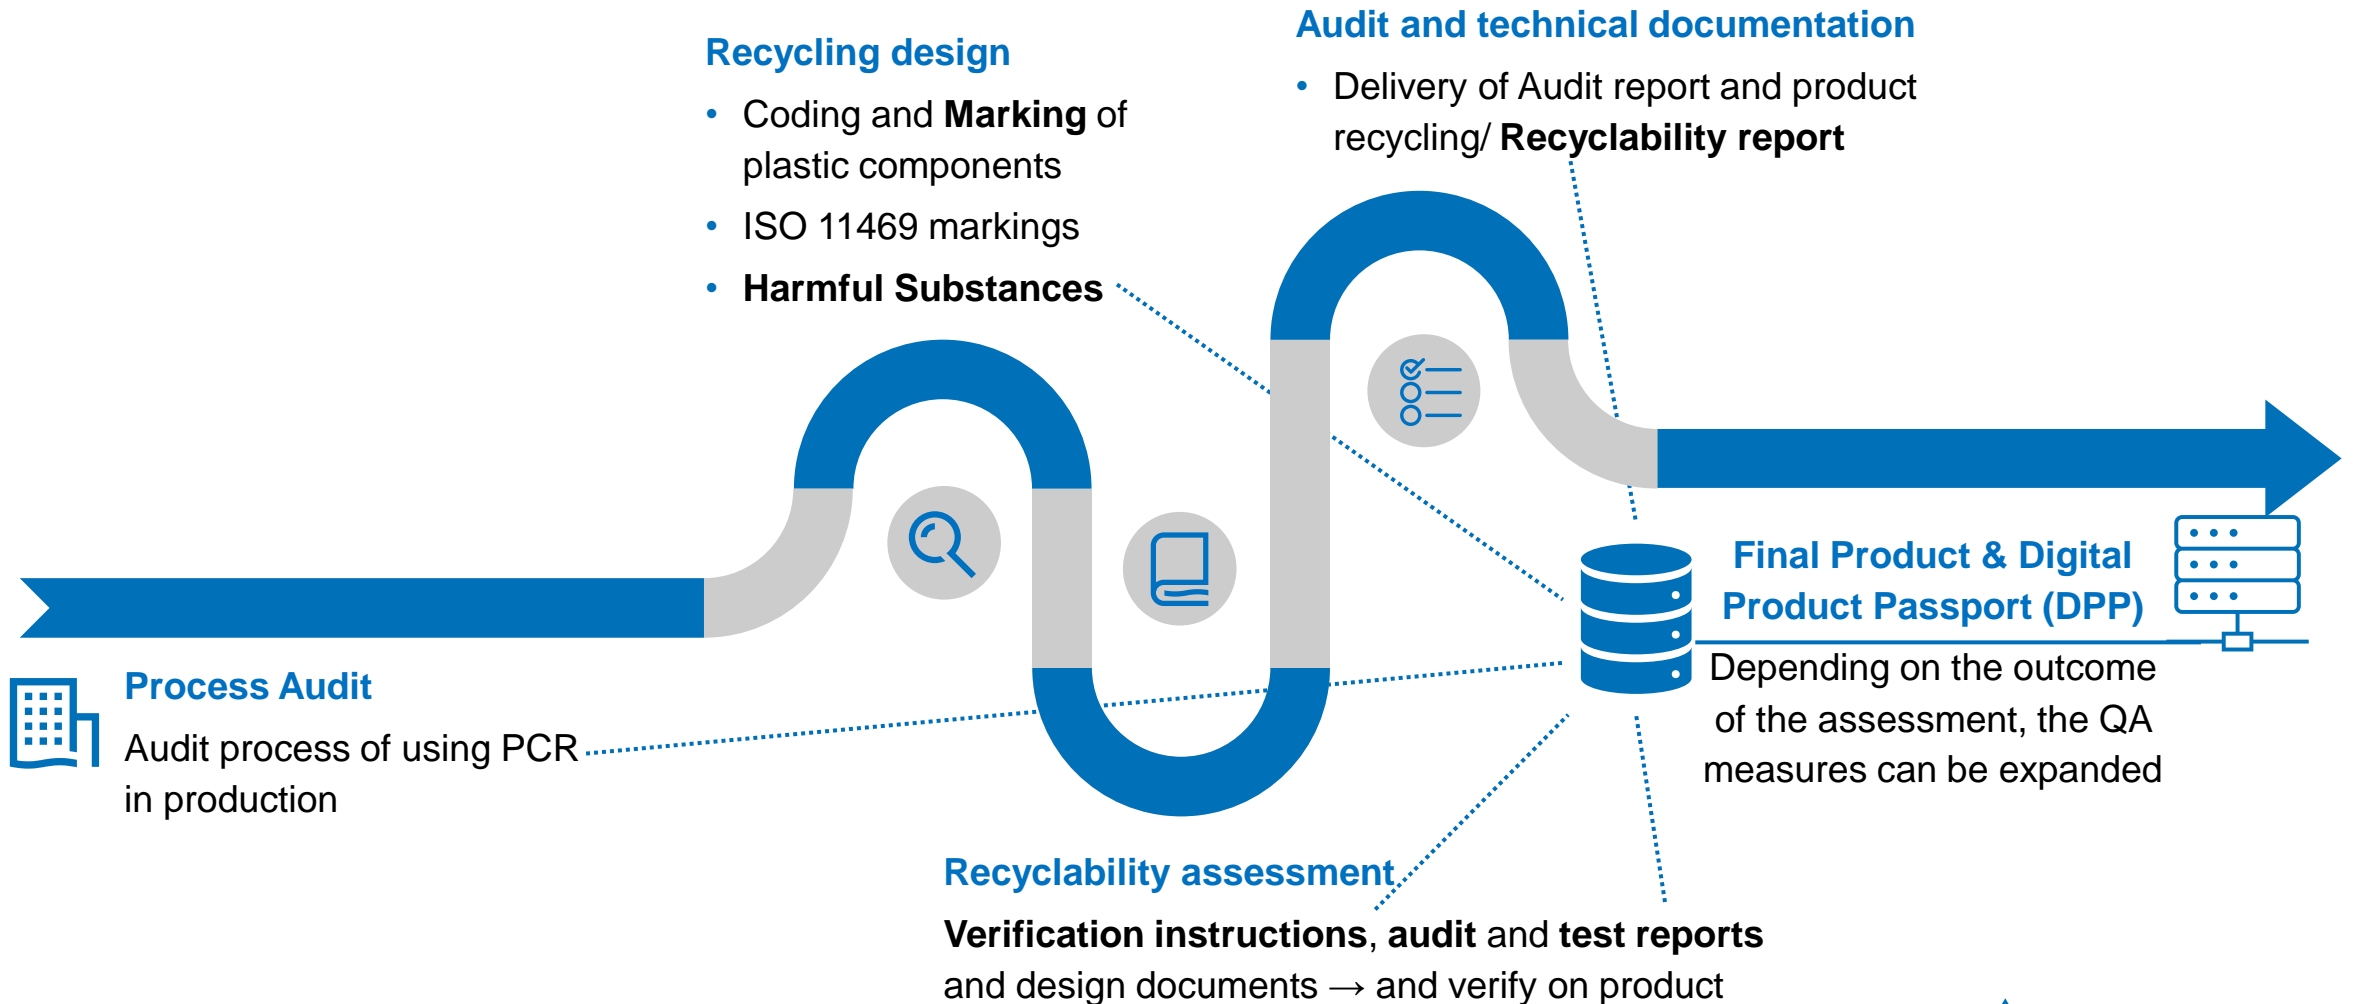 Recycling design
• Coding and Marking of
plastic components
• ISO 11469 markings
• Harmful Substances
Audit and technical documentation
• Delivery of Audit report and product
recycling/ Recyclability report
Process Audit
Audit process of using PCR
in production
Recyclability assessment
Verification instructions, audit and test reports
and design documents → and verify on product
Final Product & Digital
Product Passport (DPP)
Depending on the outcome
of the assessment, the QA
measures can be expanded